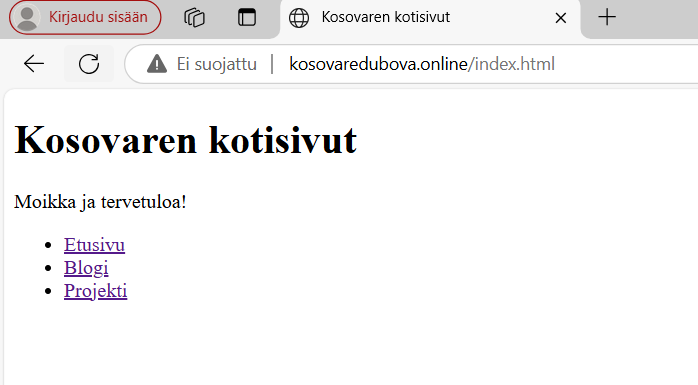 Kirjaudu sisään
Kosovaren kotisivut
Ei suojattu
kosovaredubova.online/index.html
Kosovaren kotisivut
Moikka ja tervetuloa!
Etusivu
Blogi
Projekti